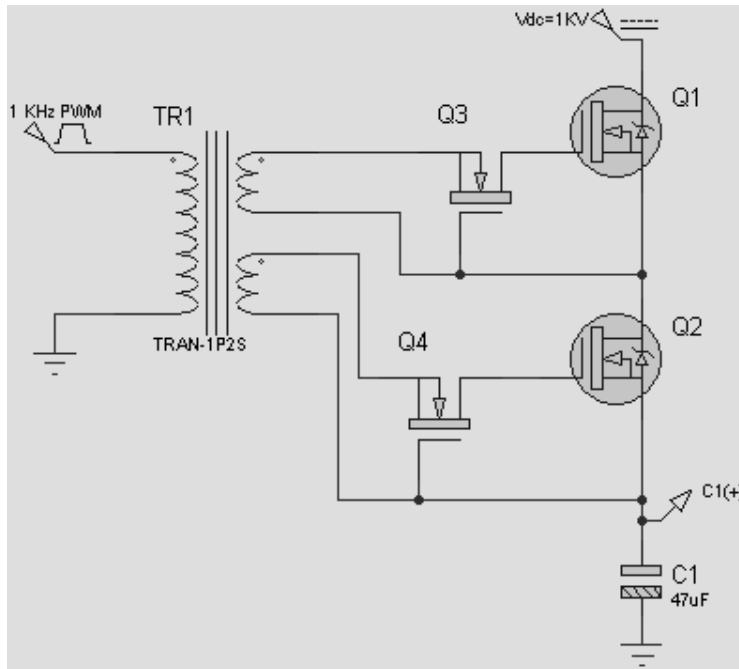 Vdc=1KV
Q1
Q3
1 KHz PWM
TR1
Q2
Q4
TRAN-1P2S
C1(+)
C1
47uF